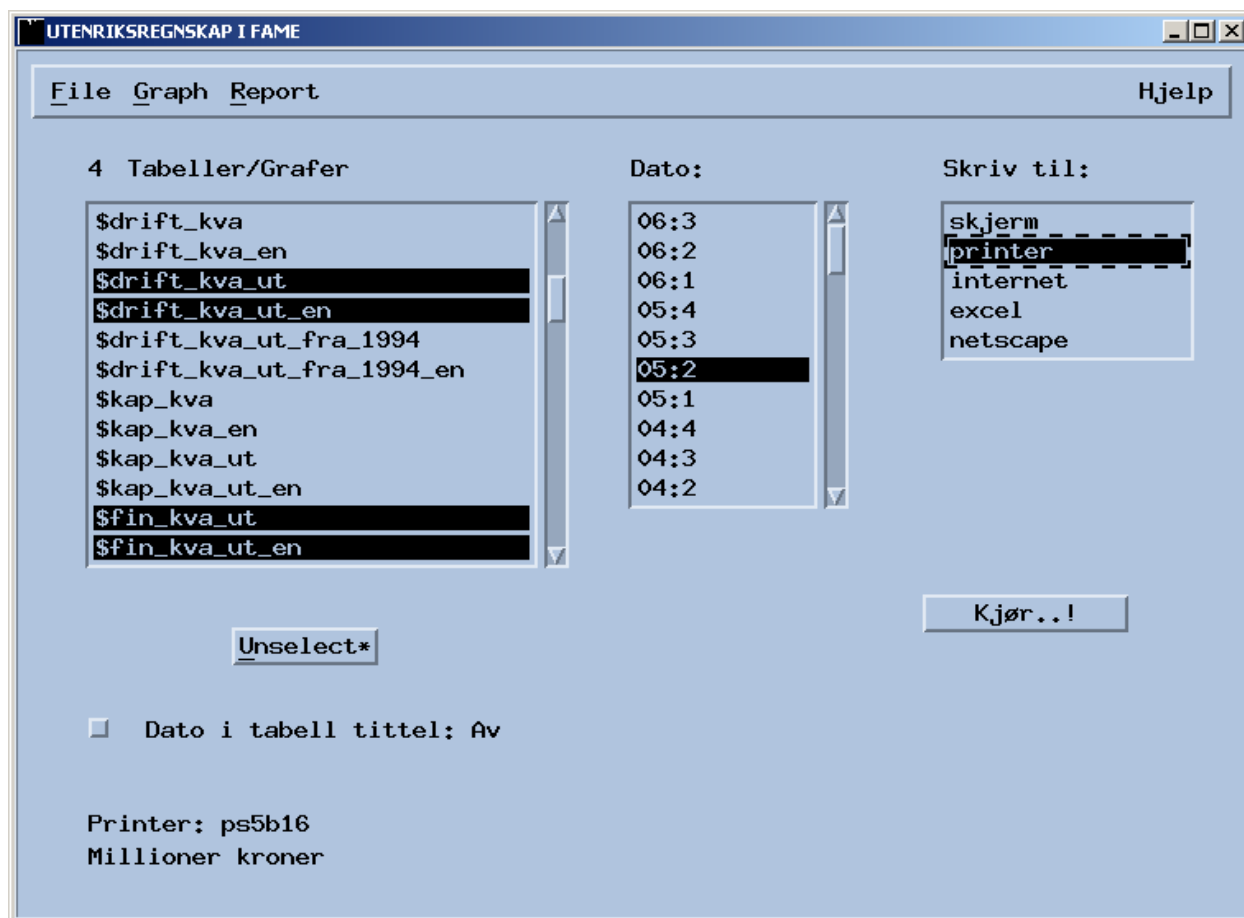 UTENRIKSREGNSKAP I FAME
File Graph Report Hjelp
4 Tabeller/Grafer
$drift_kva
$drift_kva_en
$drift_kva_ut
$drift_kva_ut_en
$drift_kva_ut_fra_1994
$drift_kva_ut_fra_1994_en
$kap_kva
$kap_kva_en
$kap_kva_ut
$kap_kva_ut_en
$fin_kva_ut
$fin_kva_ut_en
Unselect*
Dato:
06:3
06:2
06:1
05:4
05:3
05:2
05:1
04:4
04:3
04:2
Skriv til:
skjerm
printer
internet
excel
netscape
Kjør..!
Dato i tabell tittel: Av
Printer: ps5b16
Millioner kroner